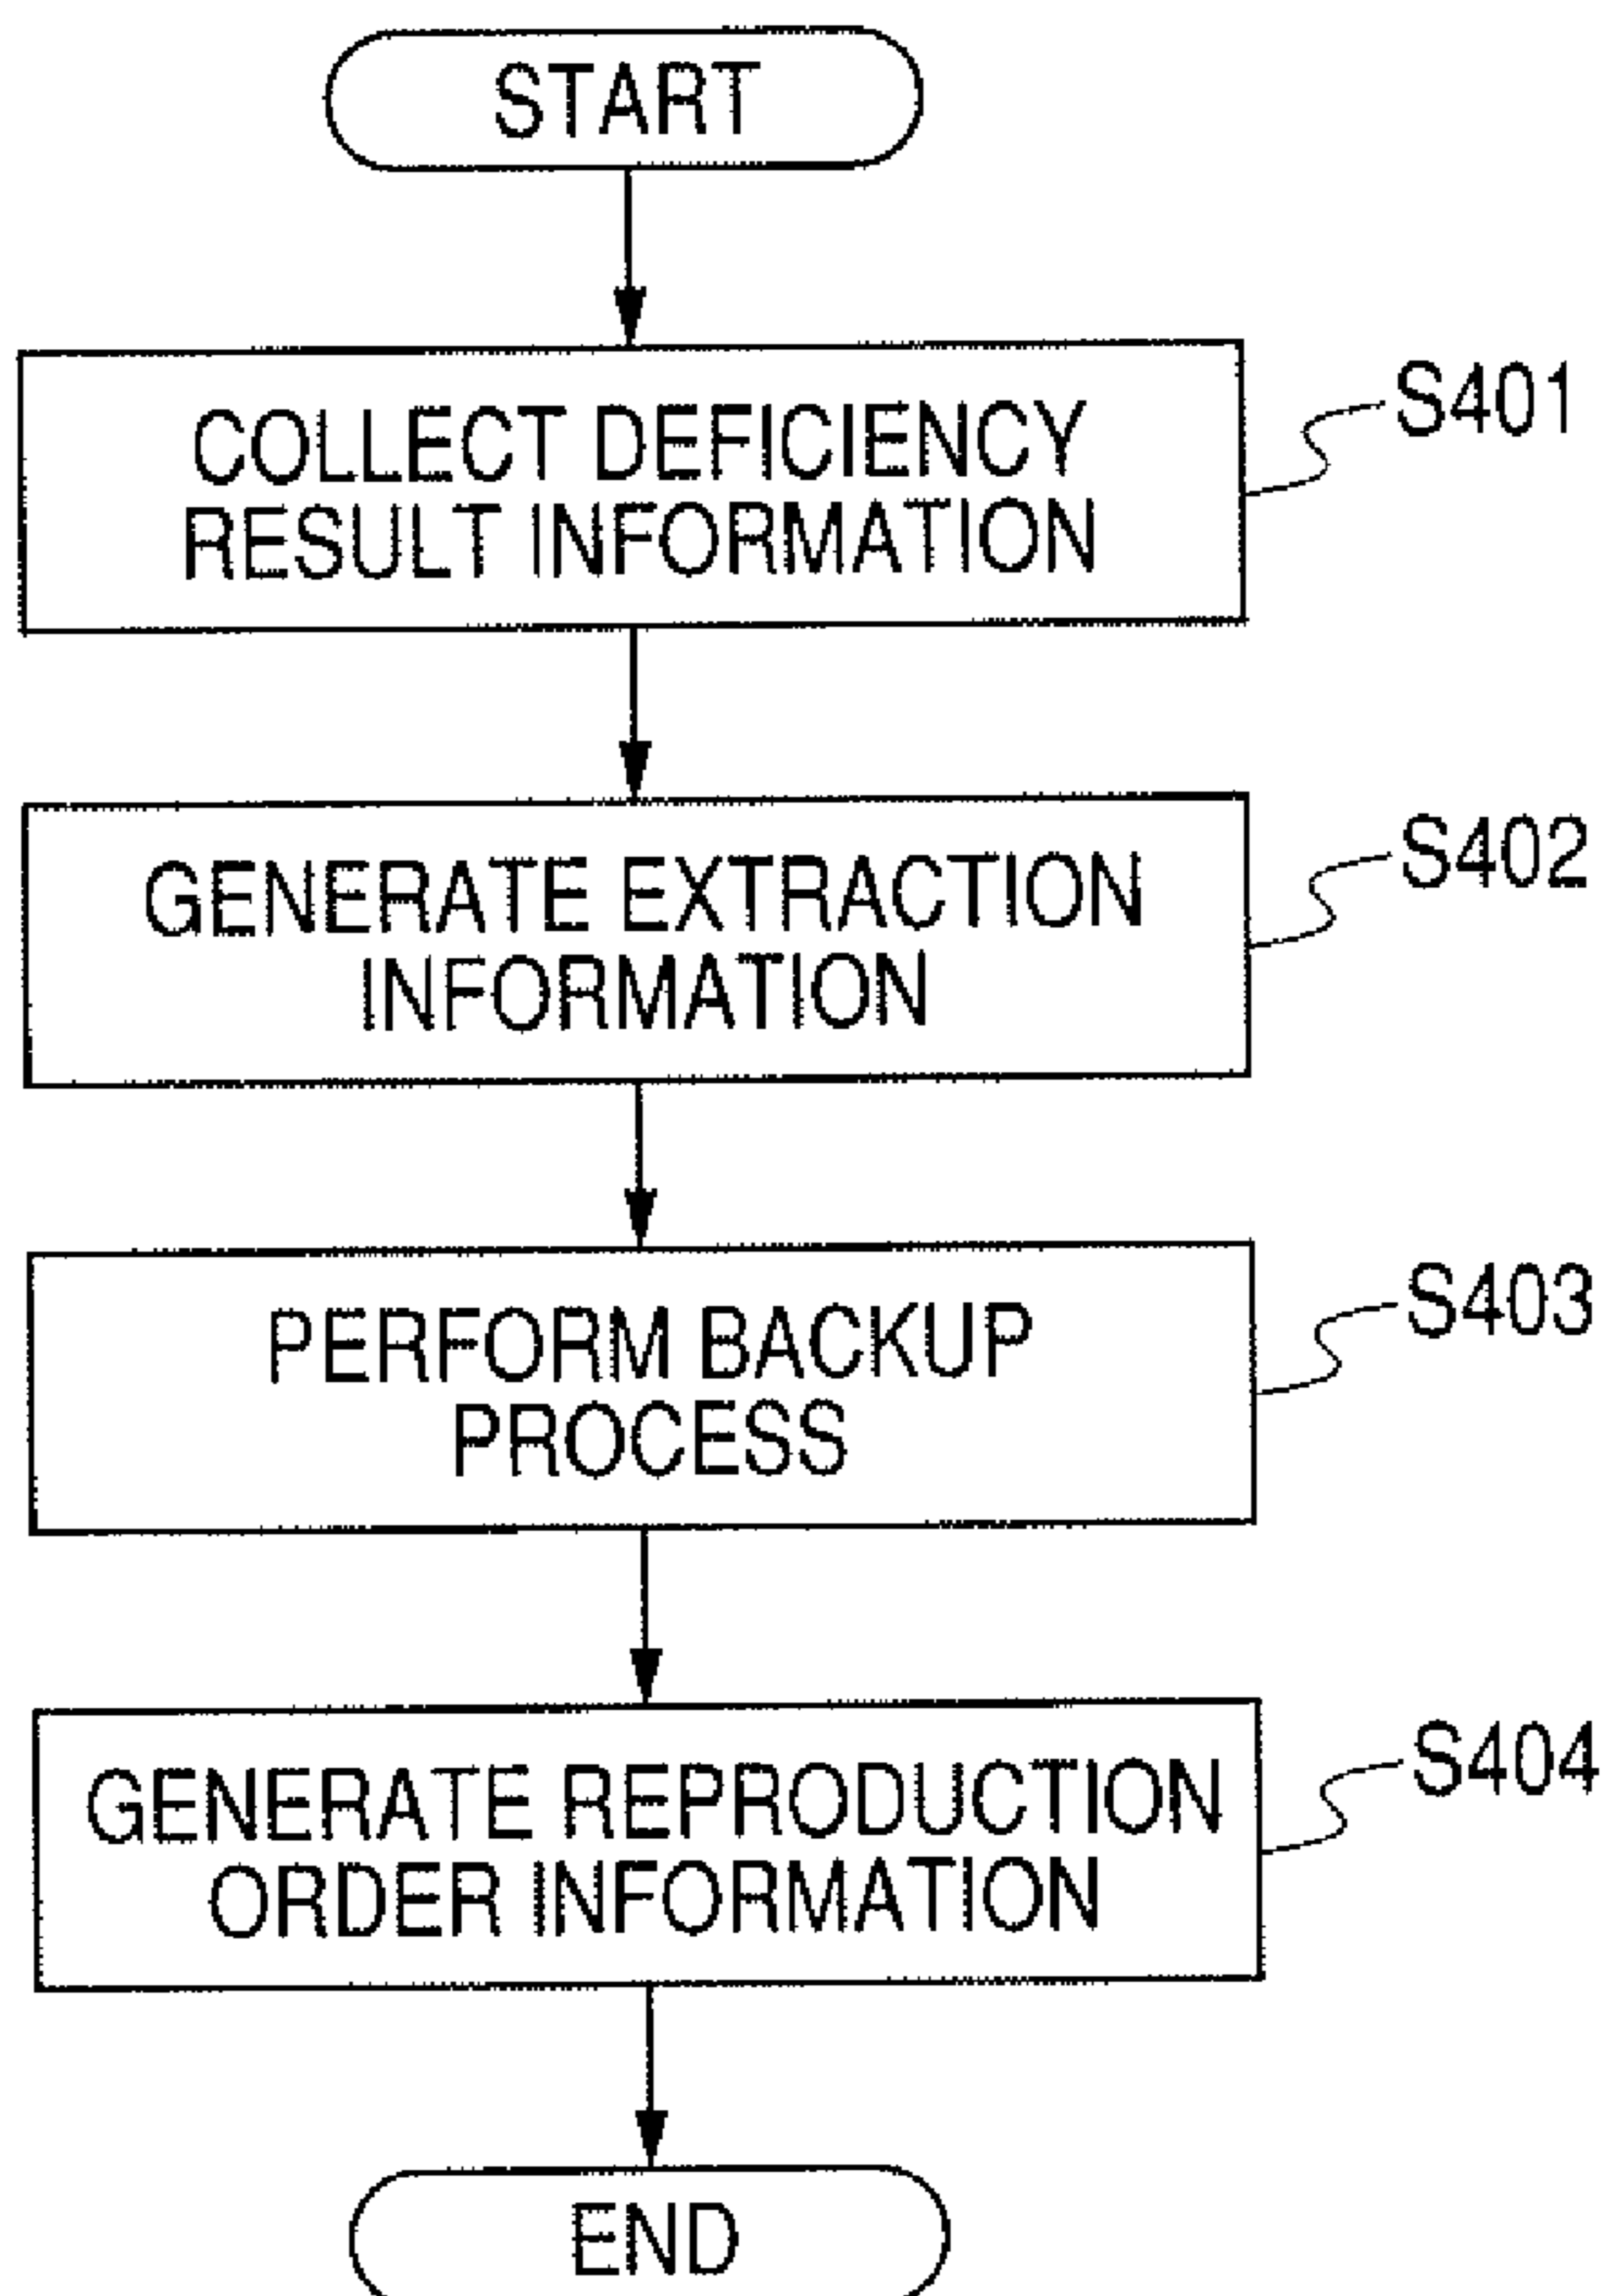 START
COLLECT DEFICIENCY
RESULT INFORMATION
S401
GENERATE EXTRACTION
INFORMATION
S402
PERFORM BACKUP
PROCESS
S403
GENERATE REPRODUCTION
ORDER INFORMATION
S404
END